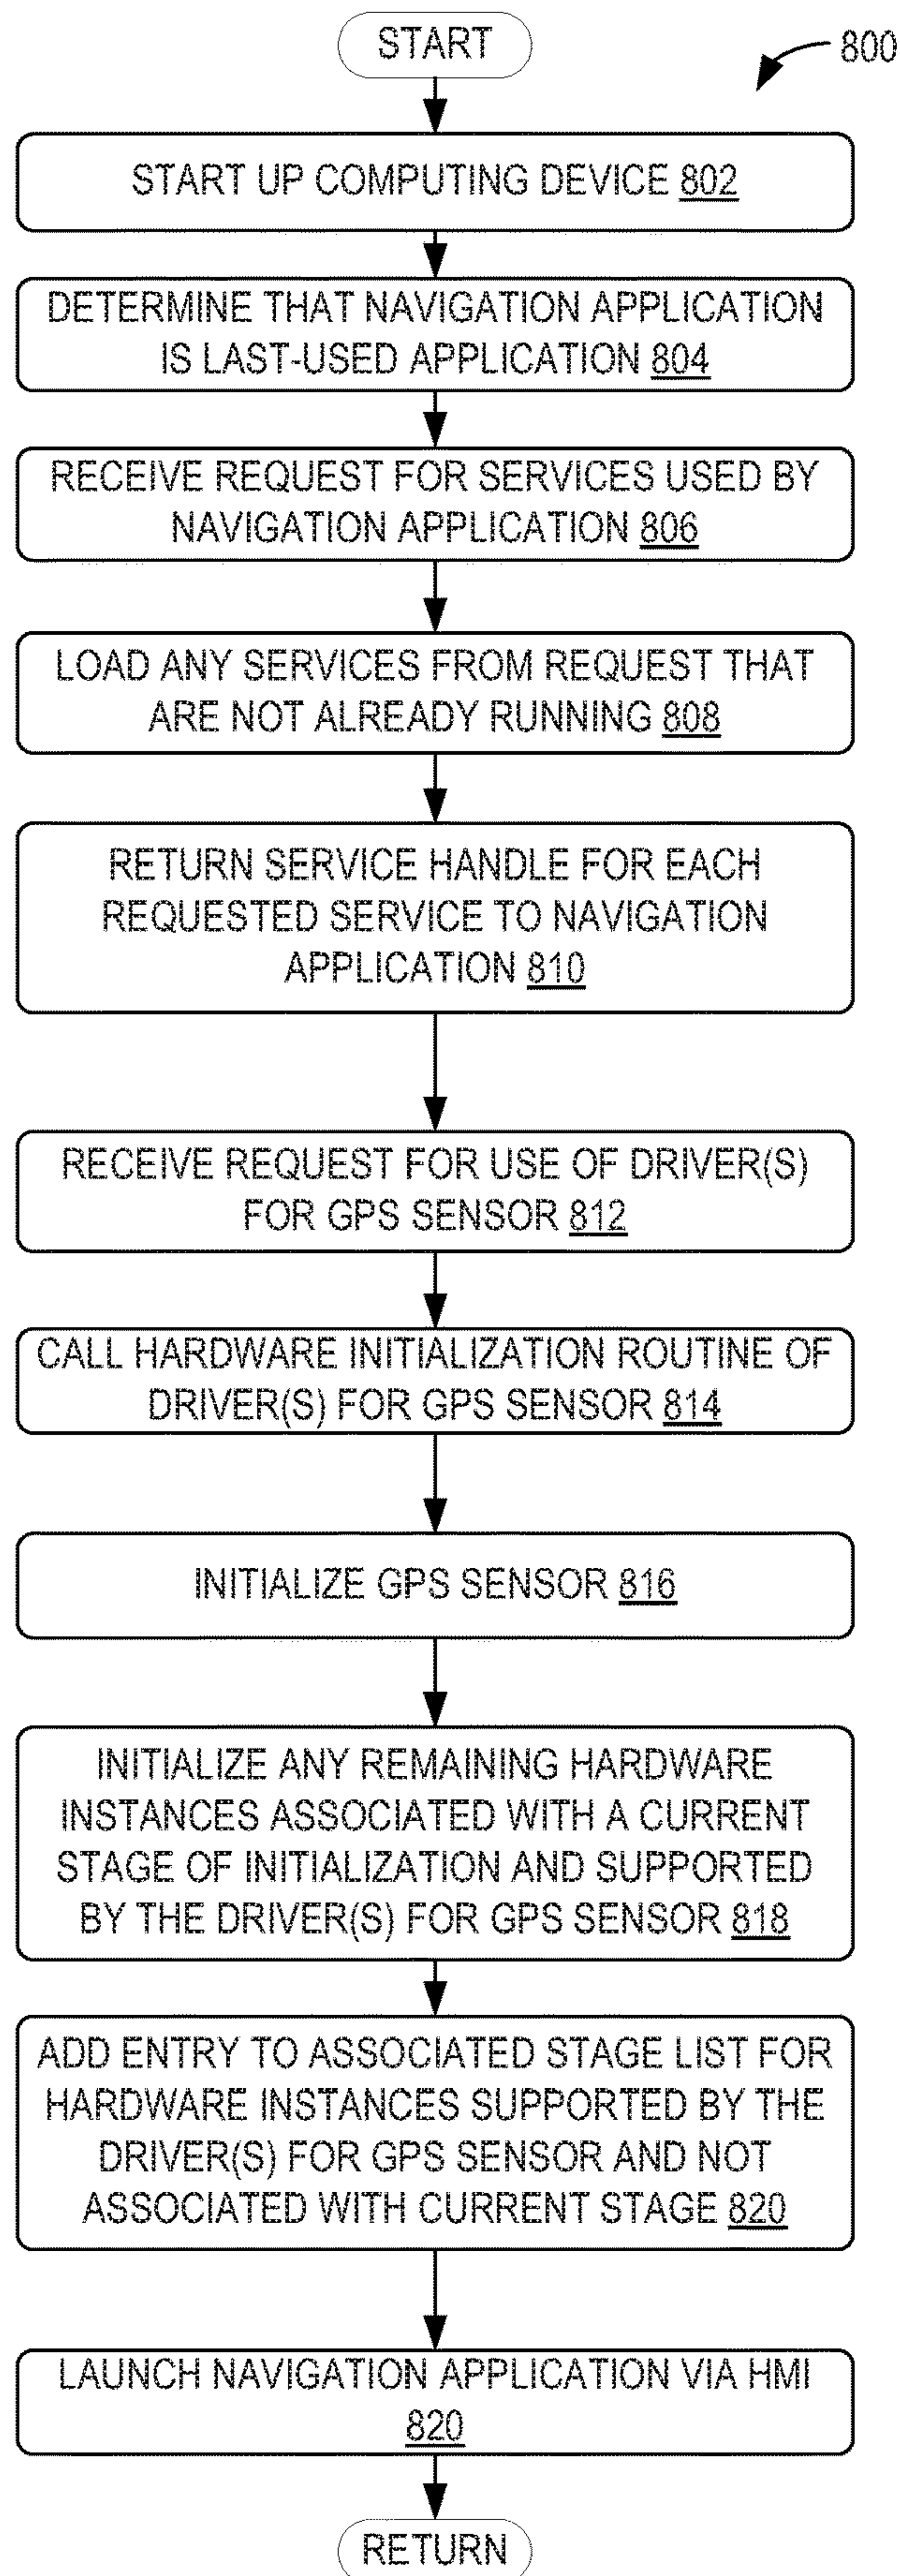 START
800
START UP COMPUTING DEVICE 802
DETERMINE THAT NAVIGATION APPLICATION
IS LAST-USED APPLICATION 804
RECEIVE REQUEST FOR SERVICES USED BY
NAVIGATION APPLICATION 806
LOAD ANY SERVICES FROM REQUEST THAT
ARE NOT ALREADY RUNNING 808
RETURN SERVICE HANDLE FOR EACH
REQUESTED SERVICE TO NAVIGATION
APPLICATION 810
RECEIVE REQUEST FOR USE OF DRIVER(S)
FOR GPS SENSOR 812
CALL HARDWARE INITIALIZATION ROUTINE OF
DRIVER(S) FOR GPS SENSOR 814
INITIALIZE GPS SENSOR 816
INITIALIZE ANY REMAINING HARDWARE
INSTANCES ASSOCIATED WITH A CURRENT
STAGE OF INITIALIZATION AND SUPPORTED
BY THE DRIVER(S) FOR GPS SENSOR 818
ADD ENTRY TO ASSOCIATED STAGE LIST FOR
HARDWARE INSTANCES SUPPORTED BY THE
DRIVER(S) FOR GPS SENSOR AND NOT
ASSOCIATED WITH CURRENT STAGE 820
LAUNCH NAVIGATION APPLICATION VIA HMI
820
RETURN